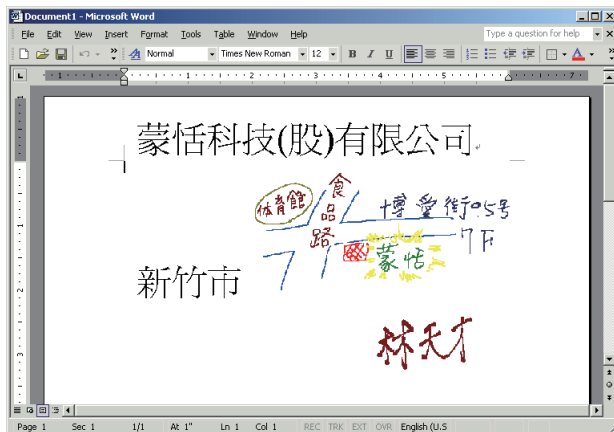 Document1 - Microsoft Word
File Edit View Insert Format Tools Table Window Help
Type a question for help
Normal Times New Roman 12 B I U
蒙恬科技(股)有限公司
体育館
食品路
博愛街95号
7F
蒙恬
新竹市
林天才
Page 1 Sec 1 1/1 At 1" Ln 1 Col 1 REC TRK EXT OVR English (U.S